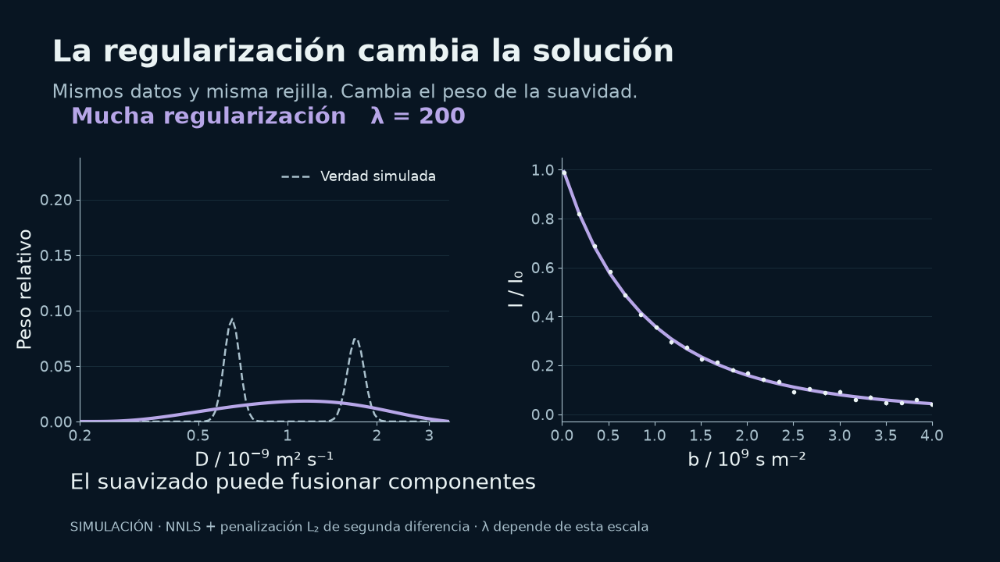 La regularización cambia la solución
Mismos datos y misma rejilla. Cambia el peso de la suavidad.
Mucha regularización λ = 200
Verdad simulada
Peso relativo
0.20
0.15
0.10
0.05
0.00
0.2 0.5 1 2 3
D / 10⁻⁹ m² s⁻¹
I / I₀
1.0
0.8
0.6
0.4
0.2
0.0
0.0 0.5 1.0 1.5 2.0 2.5 3.0 3.5 4.0
b / 10⁹ s m⁻²
El suavizado puede fusionar componentes
SIMULACIÓN · NNLS + penalización L₂ de segunda diferencia · λ depende de esta escala